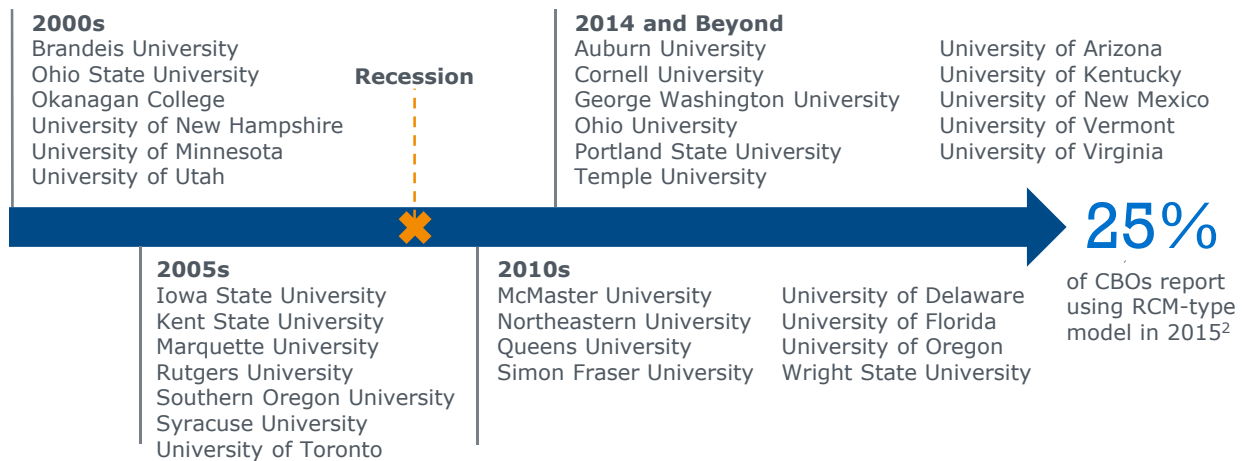 2000s
Brandeis University
Ohio State University
Okanagan College
University of New Hampshire
University of Minnesota
University of Utah
Recession
2014 and Beyond
Auburn University
Cornell University
George Washington University
Ohio University
Portland State University
Temple University
University of Arizona
University of Kentucky
University of New Mexico
University of Vermont
University of Virginia
2005s
Iowa State University
Kent State University
Marquette University
Rutgers University
Southern Oregon University
Syracuse University
University of Toronto
2010s
McMaster University
Northeastern University
Queens University
Simon Fraser University
University of Delaware
University of Florida
University of Oregon
Wright State University
25%
of CBOs report
using RCM-type
model in 2015²